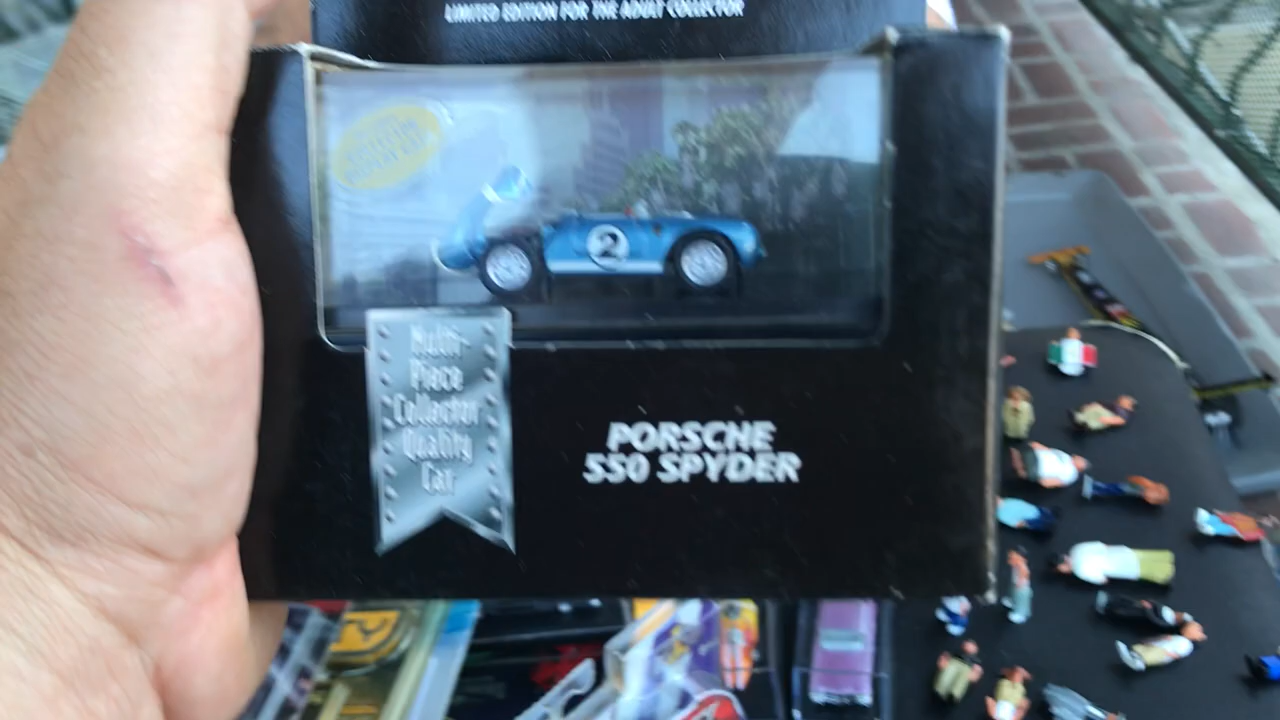 LIMITED EDITION FOR THE ADULT COLLECTOR
2
Multi-
Piece
Collector
Quality
Car
PORSCHE
550 SPYDER